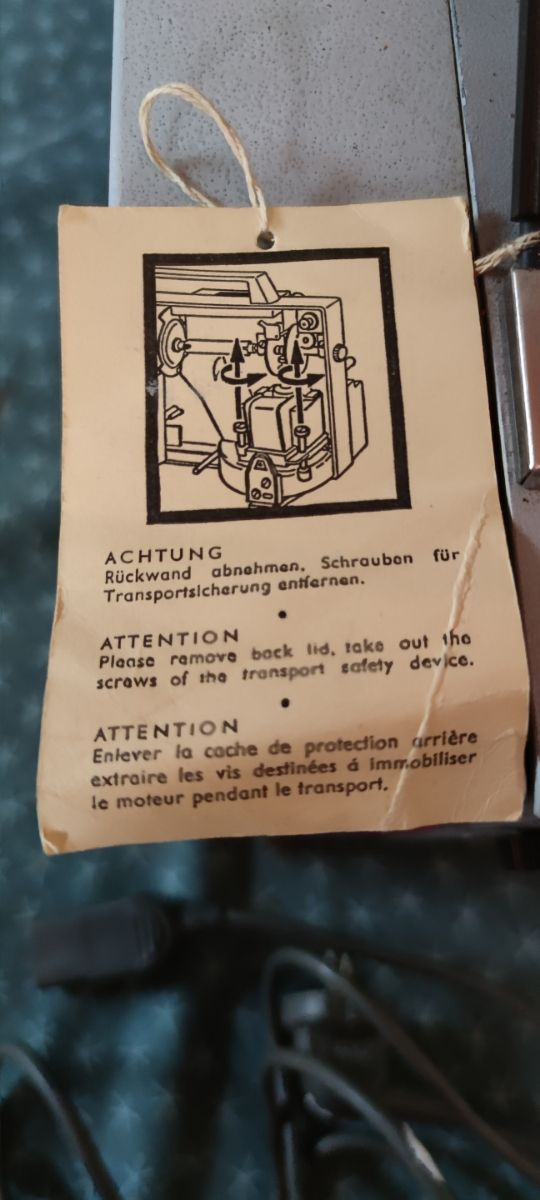 ACHTUNG
Rückwand abnehmen. Schrauben für
Transportsicherung entfernen.
•
ATTENTION
Please remove back lid, take out the
screws of the transport safety device.
•
ATTENTION
Enlever la cache de protection arrière
extraire les vis destinées á immobiliser
le moteur pendant le transport.